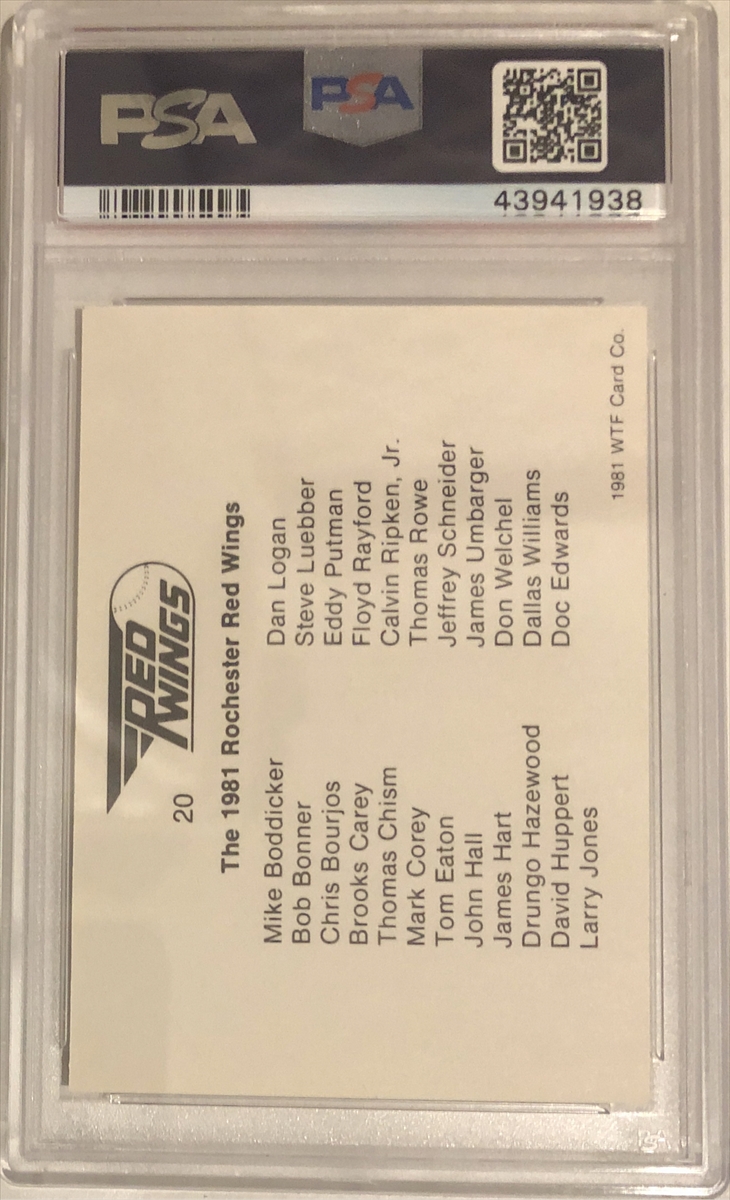 PSA
PSA
43941938
RED
WINGS
20
The 1981 Rochester Red Wings
Mike Boddicker
Bob Bonner
Chris Bourjos
Brooks Carey
Thomas Chism
Mark Corey
Tom Eaton
John Hall
James Hart
Drungo Hazewood
David Huppert
Larry Jones
Dan Logan
Steve Luebber
Eddy Putman
Floyd Rayford
Calvin Ripken, Jr.
Thomas Rowe
Jeffrey Schneider
James Umbarger
Don Welchel
Dallas Williams
Doc Edwards
1981 WTF Card Co.